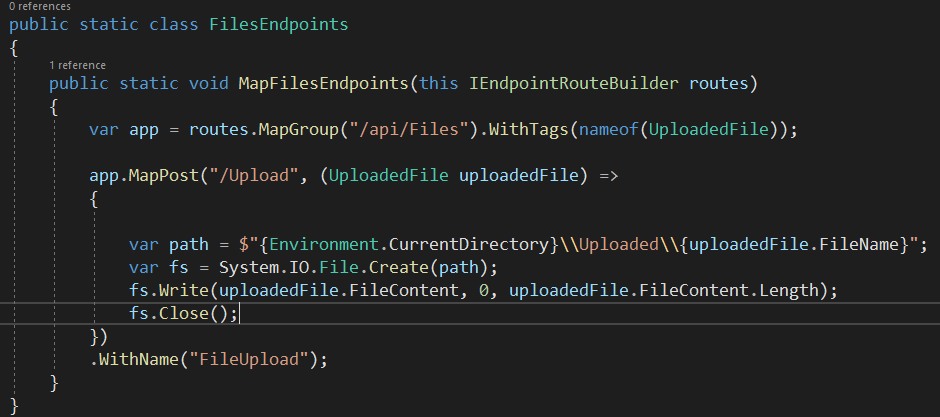 0 references
public static class FilesEndpoints
{
1 reference
public static void MapFilesEndpoints(this IEndpointRouteBuilder routes)
{
var app = routes.MapGroup("/api/Files").WithTags(nameof(UploadedFile));
app.MapPost("/Upload", (UploadedFile uploadedFile) =>
{
var path = $"{Environment.CurrentDirectory}\\Uploaded\\{uploadedFile.FileName}";
var fs = System.IO.File.Create(path);
fs.Write(uploadedFile.FileContent, 0, uploadedFile.FileContent.Length);
fs.Close();
})
.WithName("FileUpload");
}
}